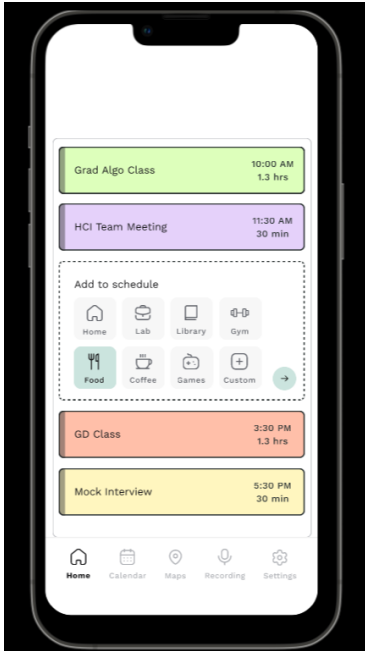 Grad Algo Class
10:00 AM
1.3 hrs
HCI Team Meeting
11:30 AM
30 min
Add to schedule
Home Lab Library Gym
Food Coffee Games Custom
GD Class
3:30 PM
1.3 hrs
Mock Interview
5:30 PM
30 min
Home Calendar Maps Recording Settings